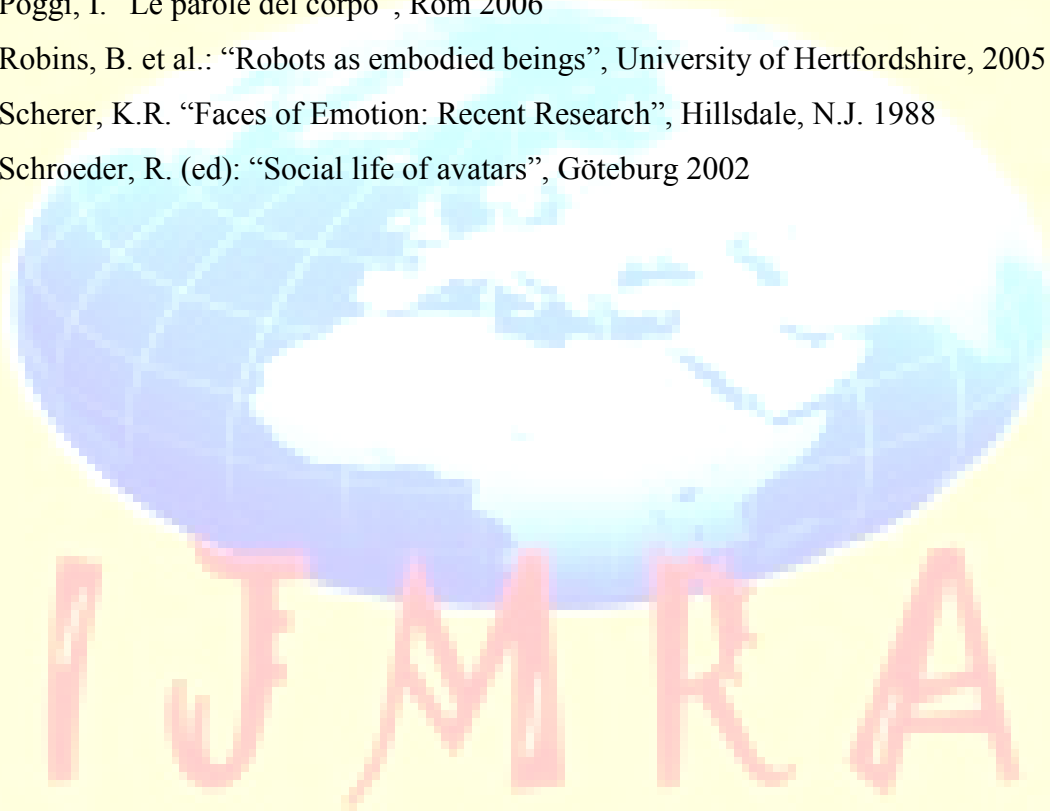 Poggi, I. "Le parole del corpo", Rom 2006
Robins, B. et al.: “Robots as embodied beings”, University of Hertfordshire, 2005
Scherer, K.R. “Faces of Emotion: Recent Research”, Hillsdale, N.J. 1988
Schroeder, R. (ed): “Social life of avatars”, Göteburg 2002
IJMRA